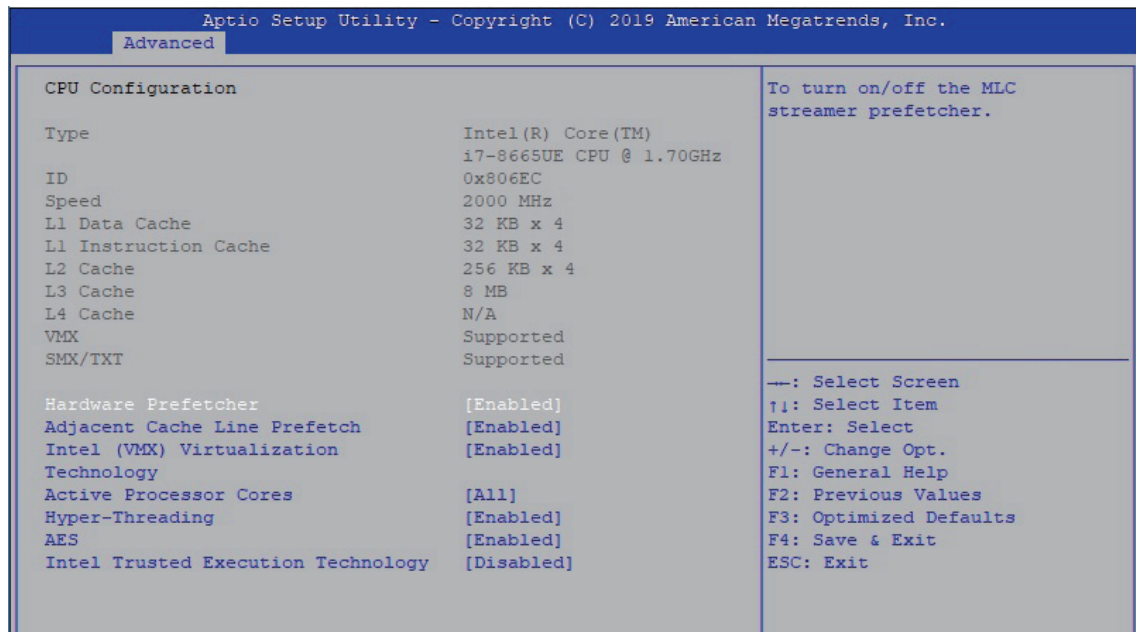 Aptio Setup Utility - Copyright (C) 2019 American Megatrends, Inc.
Advanced
CPU Configuration
Type Intel(R) Core(TM)
i7-8665UE CPU @ 1.70GHz
ID 0x806EC
Speed 2000 MHz
L1 Data Cache 32 KB x 4
L1 Instruction Cache 32 KB x 4
L2 Cache 256 KB x 4
L3 Cache 8 MB
L4 Cache N/A
VMX Supported
SMX/TXT Supported
Hardware Prefetcher [Enabled]
Adjacent Cache Line Prefetch [Enabled]
Intel (VMX) Virtualization [Enabled]
Technology
Active Processor Cores [All]
Hyper-Threading [Enabled]
AES [Enabled]
Intel Trusted Execution Technology [Disabled]
To turn on/off the MLC
streamer prefetcher.
→←: Select Screen
↑↓: Select Item
Enter: Select
+/-: Change Opt.
F1: General Help
F2: Previous Values
F3: Optimized Defaults
F4: Save & Exit
ESC: Exit